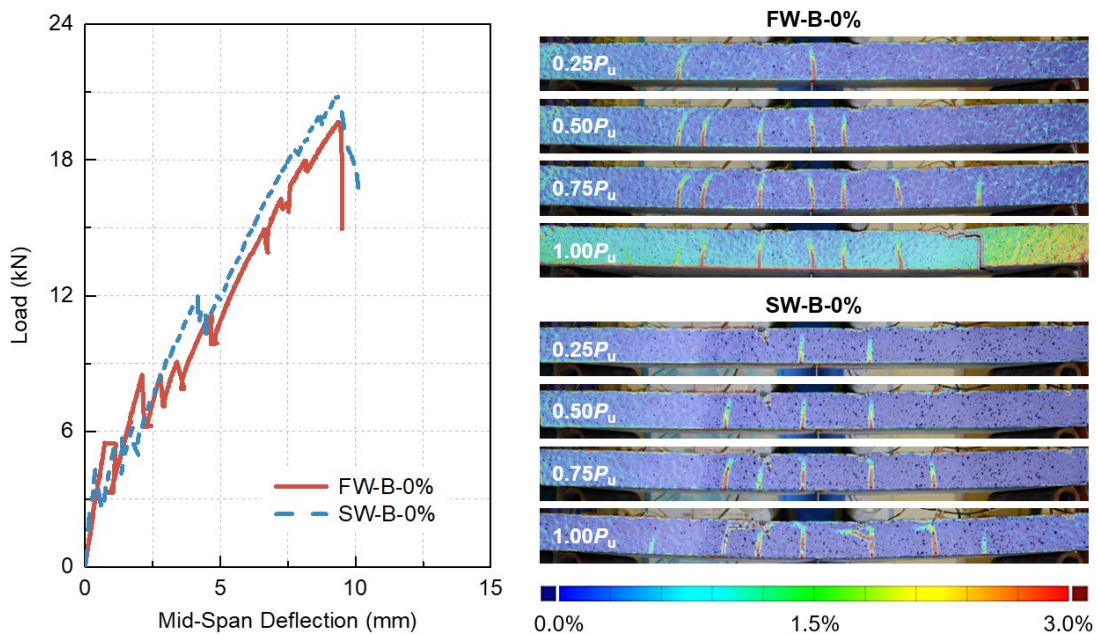 24
18
12
6
0
Load (kN)
0
5
10
15
Mid-Span Deflection (mm)
FW-B-0%
SW-B-0%
FW-B-0%
0.25Pu
0.50Pu
0.75Pu
1.00Pu
SW-B-0%
0.25Pu
0.50Pu
0.75Pu
1.00Pu
0.0%
1.5%
3.0%